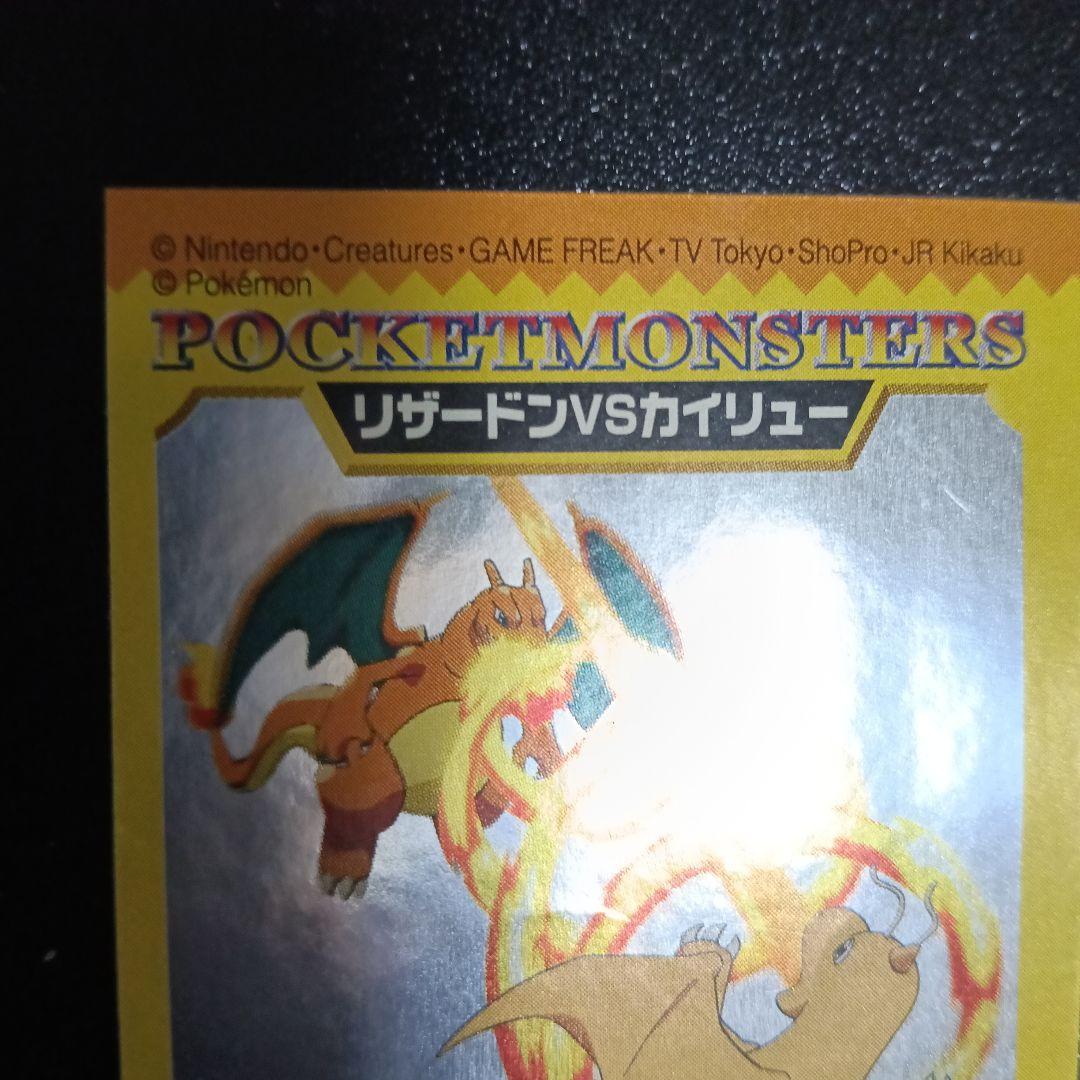 © Nintendo・Creatures・GAME FREAK・TV Tokyo・ShoPro・JR Kikaku
© Pokémon
POCKETMONSTERS
リザードンVSカイリュー